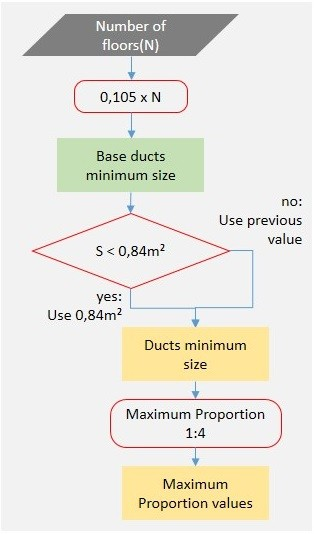 Number of
floors(N)
0,105 x N
Base ducts
minimum size
no:
Use previous
value
S < 0,84m²
yes:
Use 0,84m²
Ducts minimum
size
Maximum Proportion
1:4
Maximum
Proportion values